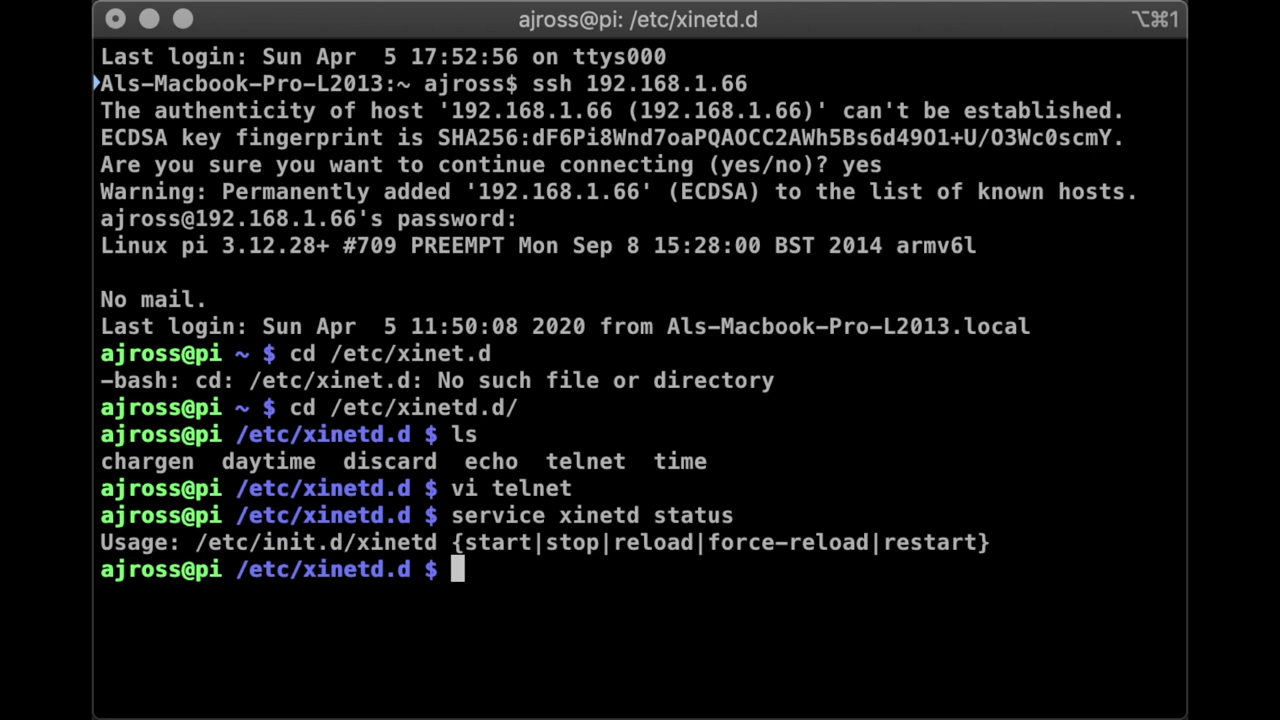 ajross@pi: /etc/xinetd.d
⌥⌘1
Last login: Sun Apr  5 17:52:56 on ttys000
Als-Macbook-Pro-L2013:~ ajross$ ssh 192.168.1.66
The authenticity of host '192.168.1.66 (192.168.1.66)' can't be established.
ECDSA key fingerprint is SHA256:dF6Pi8Wnd7oaPQAOCC2AWh5Bs6d49O1+U/O3Wc0scmY.
Are you sure you want to continue connecting (yes/no)? yes
Warning: Permanently added '192.168.1.66' (ECDSA) to the list of known hosts.
ajross@192.168.1.66's password:
Linux pi 3.12.28+ #709 PREEMPT Mon Sep 8 15:28:00 BST 2014 armv6l
No mail.
Last login: Sun Apr  5 11:50:08 2020 from Als-Macbook-Pro-L2013.local
ajross@pi ~ $ cd /etc/xinet.d
-bash: cd: /etc/xinet.d: No such file or directory
ajross@pi ~ $ cd /etc/xinetd.d/
ajross@pi /etc/xinetd.d $ ls
chargen  daytime  discard  echo  telnet  time
ajross@pi /etc/xinetd.d $ vi telnet
ajross@pi /etc/xinetd.d $ service xinetd status
Usage: /etc/init.d/xinetd {start|stop|reload|force-reload|restart}
ajross@pi /etc/xinetd.d $